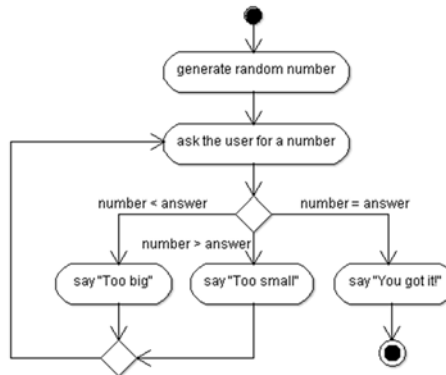 generate random number
ask the user for a number
number < answer
number = answer
number > answer
say "Too big"
say "Too small"
say "You got it!"